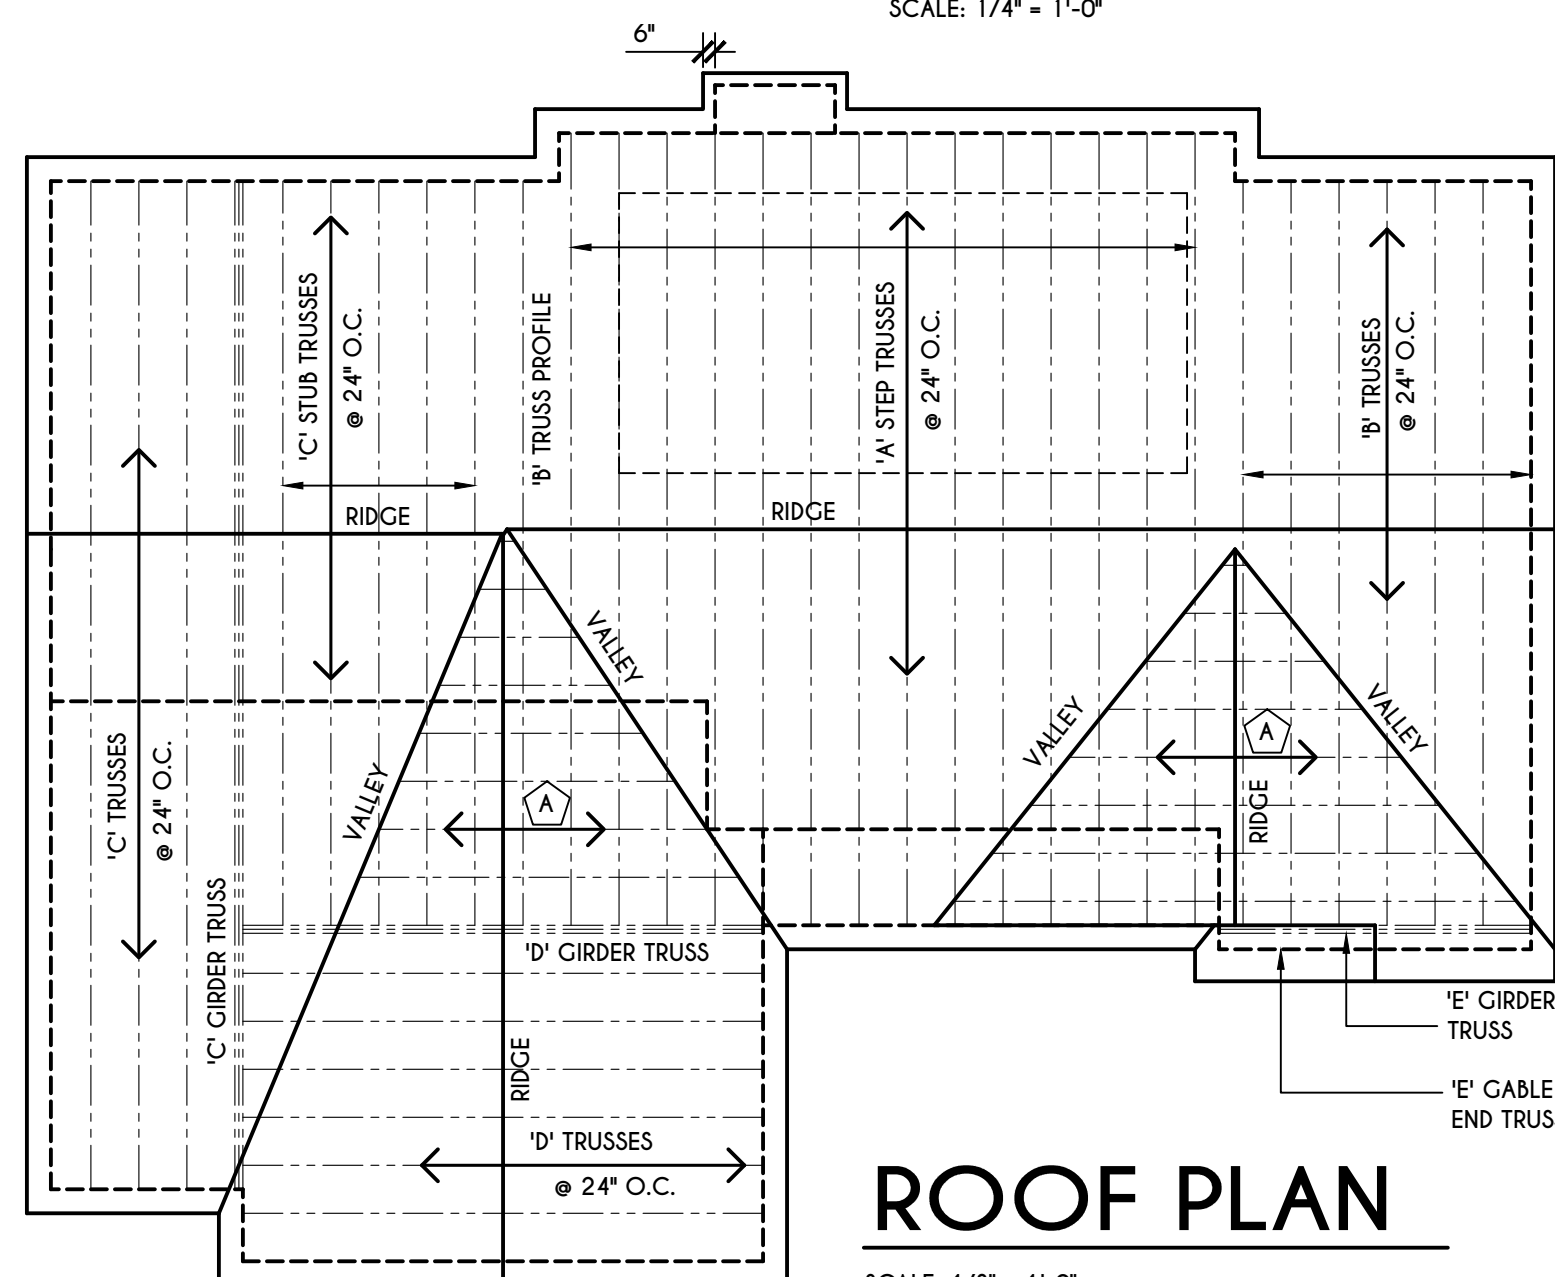 SCALE: 1/4" = 1'-0"
6"
'C' STUB TRUSSES
@ 24" O.C.
'B' TRUSS PROFILE
'A' STEP TRUSSES
@ 24" O.C.
'B' TRUSSES
@ 24" O.C.
RIDGE
RIDGE
VALLEY
VALLEY
VALLEY
VALLEY
'C' TRUSSES
@ 24" O.C.
A
A
RIDGE
'C' GIRDER TRUSS
'D' GIRDER TRUSS
RIDGE
'E' GIRDER
TRUSS
'E' GABLE
END TRUS
'D' TRUSSES
@ 24" O.C.
ROOF PLAN